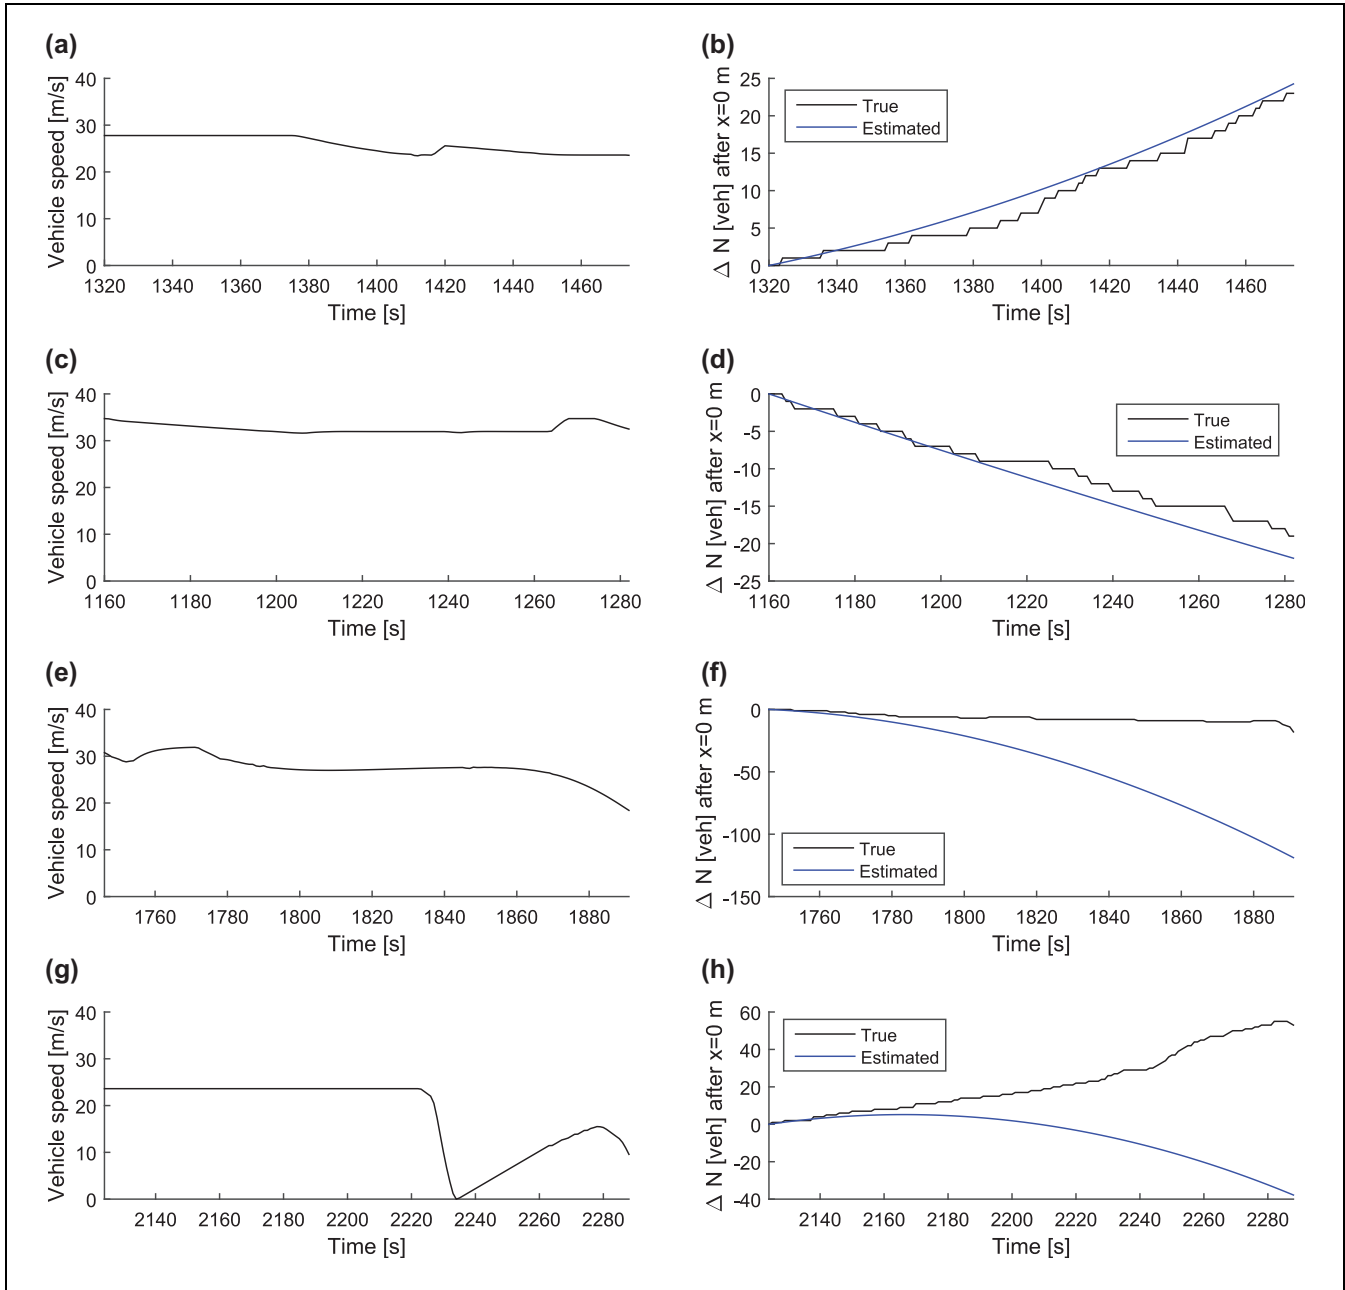 (a)
40
30
20
10
0
Vehicle speed [m/s]
1320 1340 1360 1380 1400 1420 1440 1460
Time [s]
(b)
25
20
15
10
5
0
Δ N [veh] after x=0 m
True
Estimated
1320 1340 1360 1380 1400 1420 1440 1460
Time [s]
(c)
40
30
20
10
0
Vehicle speed [m/s]
1160 1180 1200 1220 1240 1260 1280
Time [s]
(d)
0
-5
-10
-15
-20
-25
Δ N [veh] after x=0 m
True
Estimated
1160 1180 1200 1220 1240 1260 1280
Time [s]
(e)
40
30
20
10
0
Vehicle speed [m/s]
1760 1780 1800 1820 1840 1860 1880
Time [s]
(f)
0
-50
-100
-150
Δ N [veh] after x=0 m
True
Estimated
1760 1780 1800 1820 1840 1860 1880
Time [s]
(g)
40
30
20
10
0
Vehicle speed [m/s]
2140 2160 2180 2200 2220 2240 2260 2280
Time [s]
(h)
60
40
20
0
-20
-40
Δ N [veh] after x=0 m
True
Estimated
2140 2160 2180 2200 2220 2240 2260 2280
Time [s]